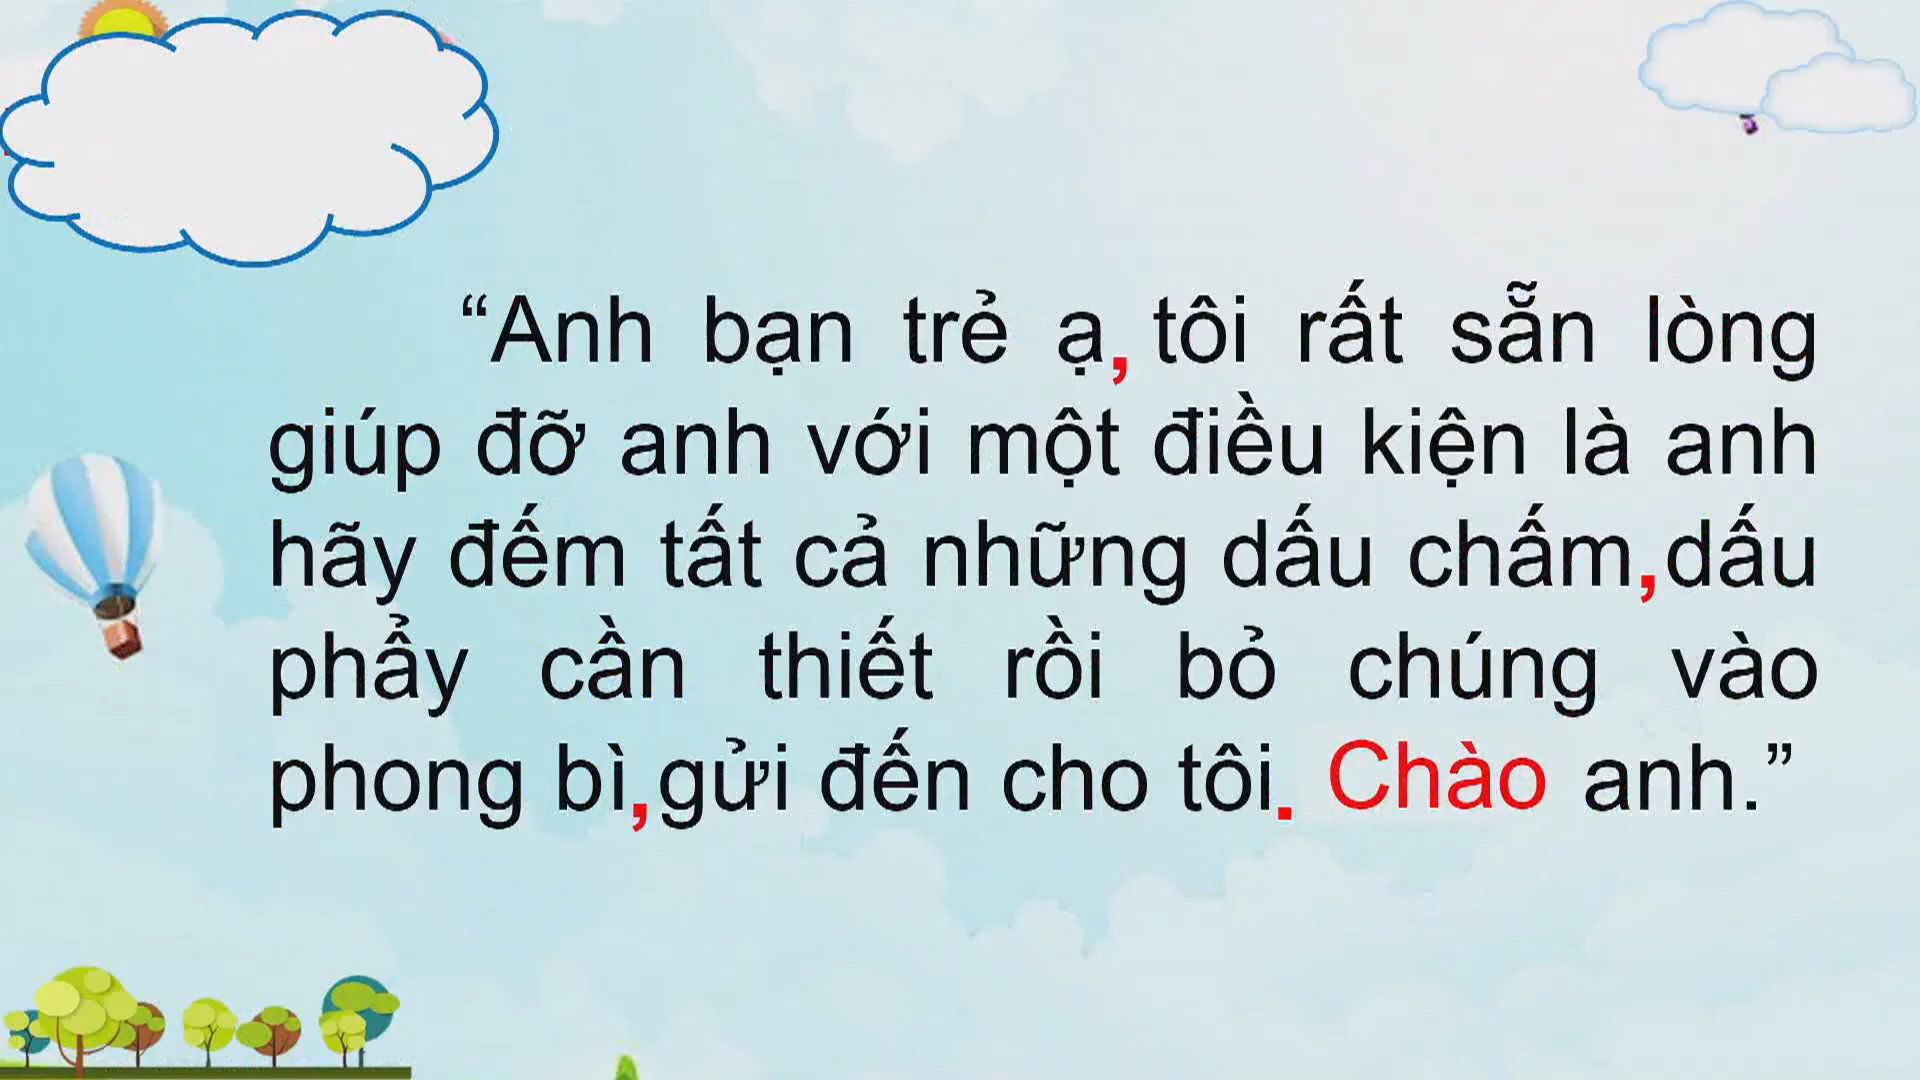 “Anh bạn trẻ ạ, tôi rất sẵn lòng
giúp đỡ anh với một điều kiện là anh
hãy đếm tất cả những dấu chấm,dấu
phẩy cần thiết rồi bỏ chúng vào
phong bì,gửi đến cho tôi. Chào anh.”